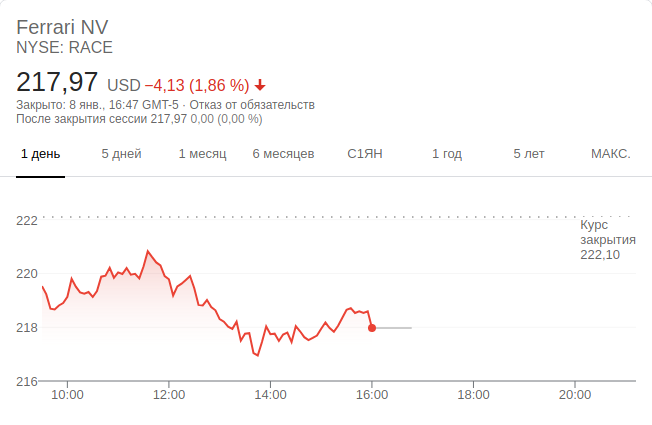 Ferrari NV
NYSE: RACE
217,97 USD −4,13 (1,86 %)
Закрыто: 8 янв., 16:47 GMT-5 · Отказ от обязательств
После закрытия сессии 217,97 0,00 (0,00 %)
1 день 5 дней 1 месяц 6 месяцев С1ЯН 1 год 5 лет МАКС.
222
Курс
закрытия
222,10
220
218
216
10:00 12:00 14:00 16:00 18:00 20:00